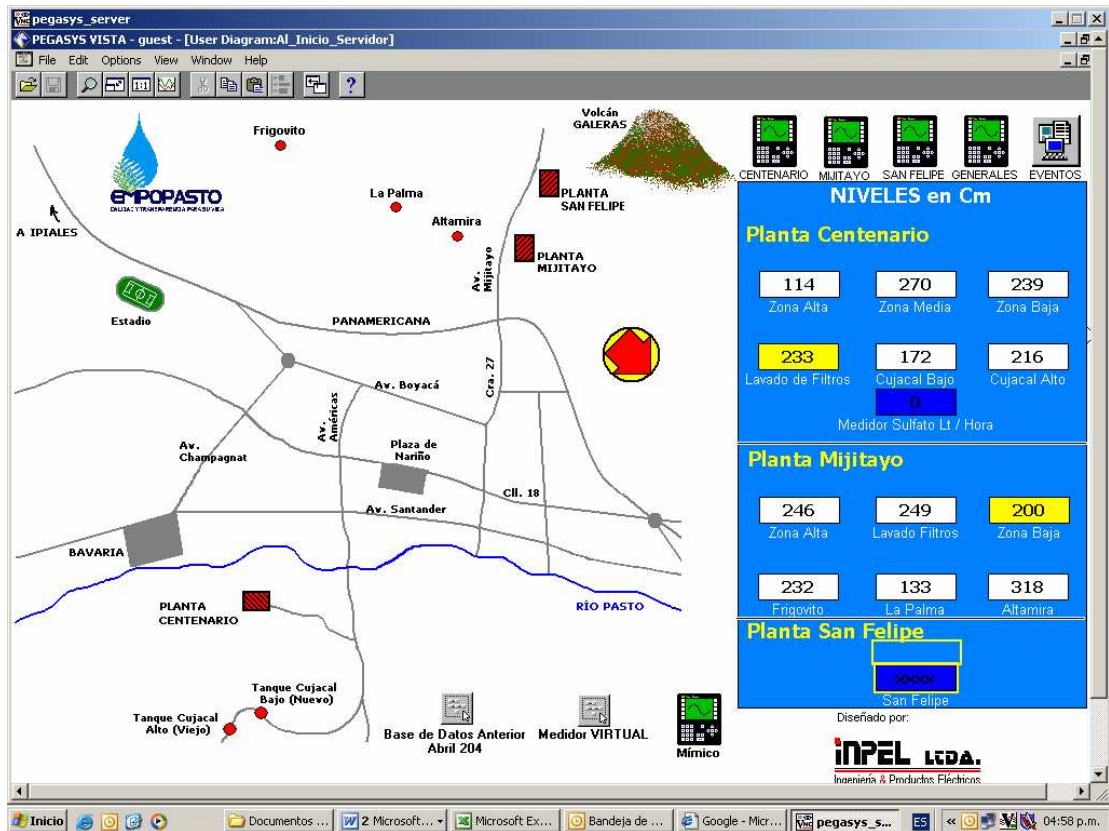 pegasys_server
PEGASYS VISTA - guest - [User Diagram:Al_Inicio_Servidor]
File Edit Options View Window Help
1:1
?
EMPOPASTO
CALIDAD Y TRANSPARENCIA PARA SU VIDA
Frigovito
Volcán
GALERAS
La Palma
Altamira
PLANTA
SAN FELIPE
PLANTA
MIJITAYO
A IPIALES
Av.
Mijitayo
Estadio
PANAMERICANA
Cra. 27
Av. Boyacá
Av.
Américas
Av.
Champagnat
Plaza de
Nariño
Cll. 18
Av. Santander
BAVARIA
RÍO PASTO
PLANTA
CENTENARIO
Tanque Cujacal
Bajo (Nuevo)
Tanque Cujacal
Alto (Viejo)
Base de Datos Anterior
Abril 204
Medidor VIRTUAL
Mímico
CENTENARIO MIJITAYO SAN FELIPE GENERALES EVENTOS
NIVELES en Cm
Planta Centenario
114 270 239
Zona Alta Zona Media Zona Baja
233 172 216
Lavado de Filtros Cujacal Bajo Cujacal Alto
0
Medidor Sulfato Lt / Hora
Planta Mijitayo
246 249 200
Zona Alta Lavado Filtros Zona Baja
232 133 318
Frigovito La Palma Altamira
Planta San Felipe
San Felipe
Diseñado por:
INPEL LTDA.
Ingeniería & Productos Eléctricos
Inicio Documentos ... 2 Microsoft... Microsoft Ex... Bandeja de ... Google - Micr... pegasys_s... ES « 04:58 p.m.